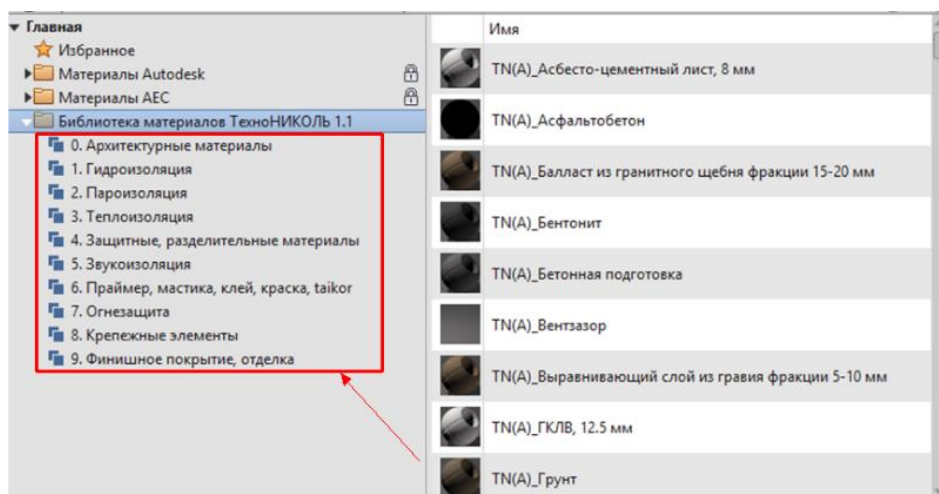 Главная
Избранное
Материалы Autodesk
Материалы AEC
Библиотека материалов ТехноНИКОЛЬ 1.1
0. Архитектурные материалы
1. Гидроизоляция
2. Пароизоляция
3. Теплоизоляция
4. Защитные, разделительные материалы
5. Звукоизоляция
6. Праймер, мастика, клей, краска, taikor
7. Огнезащита
8. Крепежные элементы
9. Финишное покрытие, отделка
Имя
TN(A)_Асбесто-цементный лист, 8 мм
TN(A)_Асфальтобетон
TN(A)_Балласт из гранитного щебня фракции 15-20 мм
TN(A)_Бентонит
TN(A)_Бетонная подготовка
TN(A)_Вентзазор
TN(A)_Выравнивающий слой из гравия фракции 5-10 мм
TN(A)_ГКЛВ, 12.5 мм
TN(A)_Грунт